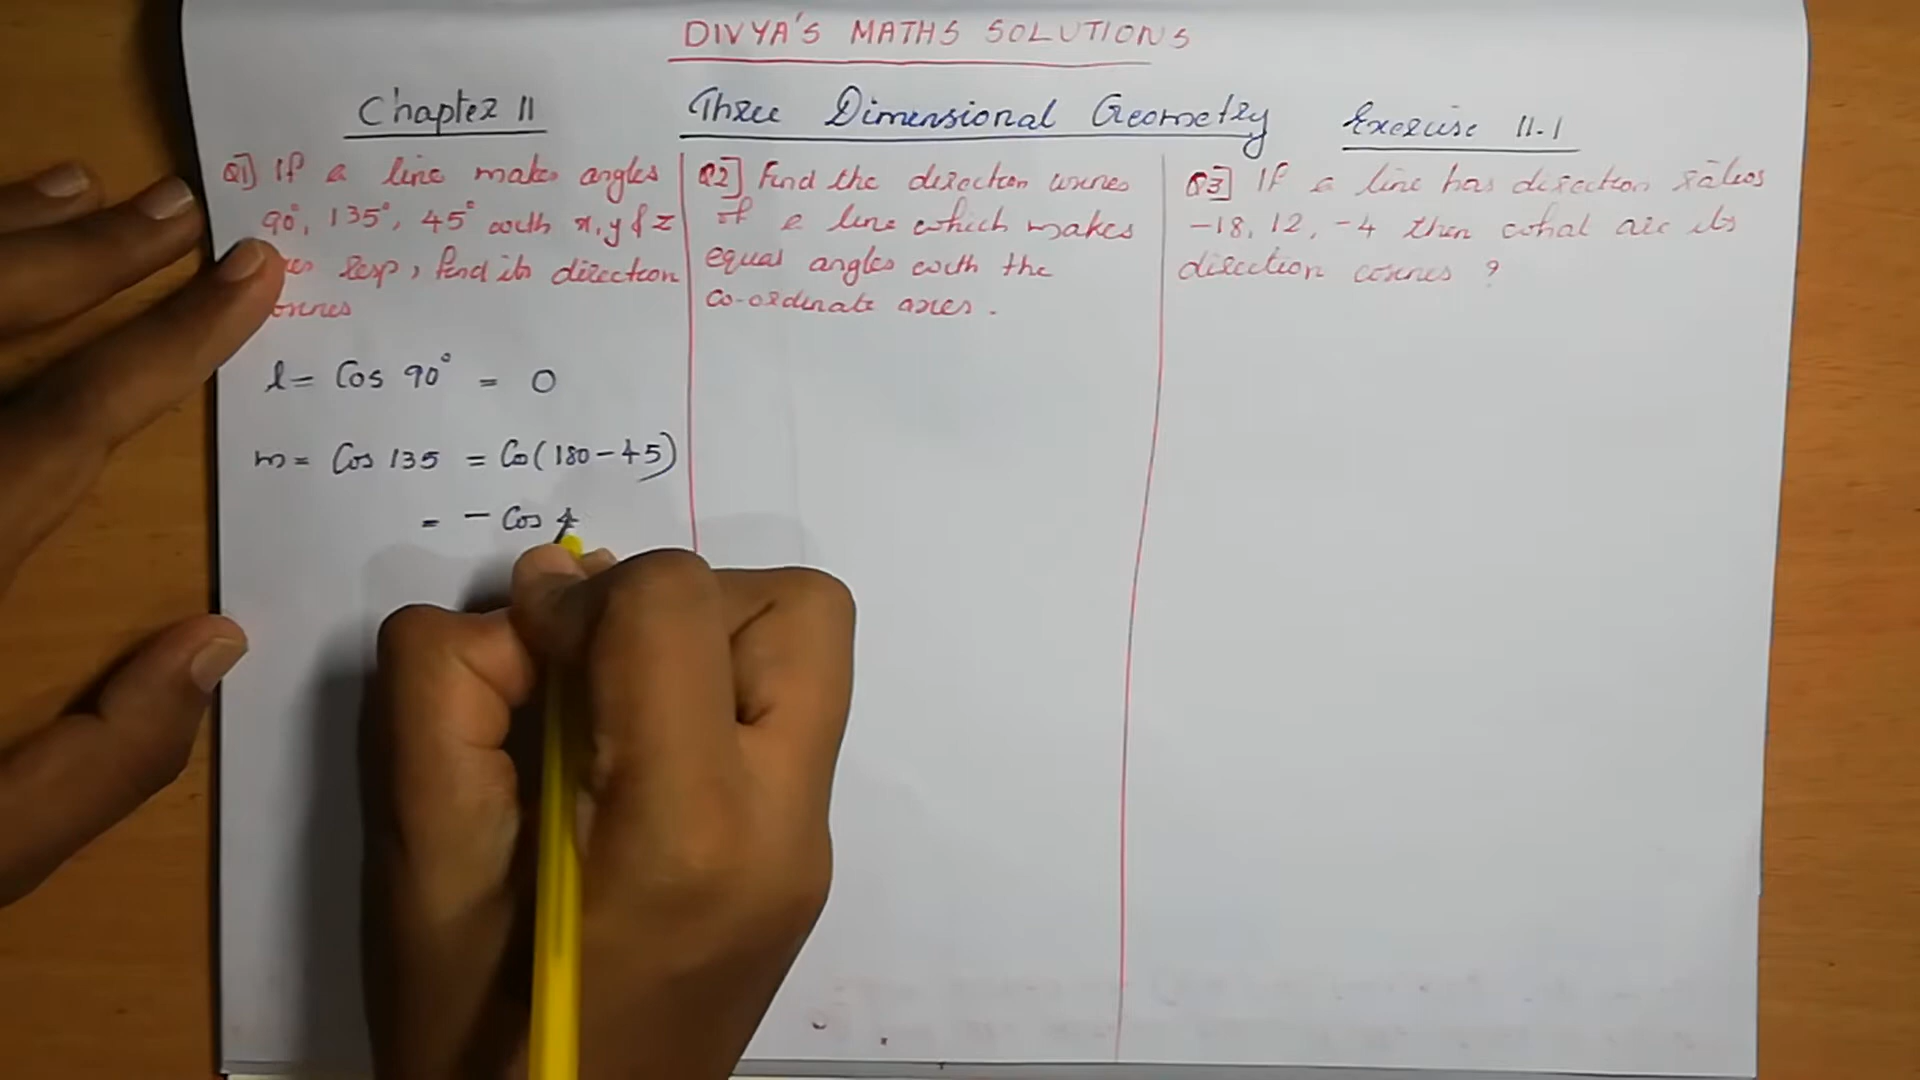 DIVYA'S MATHS SOLUTIONS
Chapter 11 Three Dimensional Geometry Exercise 11.1
Q1] If a line makes angles
90°, 135°, 45° with x, y & z
resp, find its direction
Q2] Find the direction cosines
of a line which makes
equal angles with the
co-ordinate axes.
Q3] If a line has direction ratios
-18, 12, -4 then what are its
direction cosines ?
l = Cos 90° = 0
m = Cos 135 = Cos(180-45)
= - Cos 4